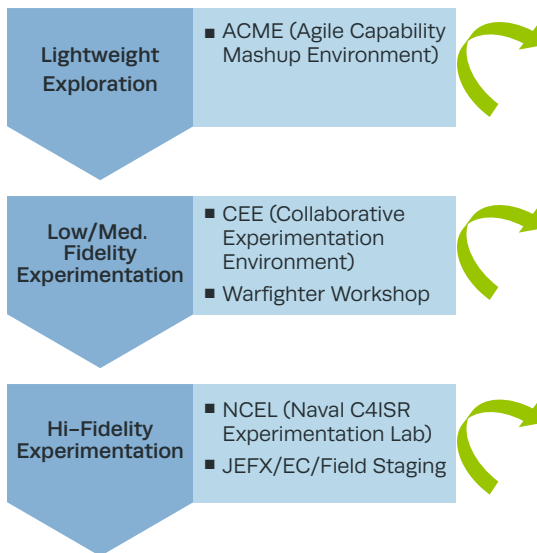 Lightweight
Exploration
■ ACME (Agile Capability
Mashup Environment)
Low/Med.
Fidelity
Experimentation
■ CEE (Collaborative
Experimentation
Environment)
■ Warfighter Workshop
Hi–Fidelity
Experimentation
■ NCEL (Naval C4ISR
Experimentation Lab)
■ JEFX/EC/Field Staging